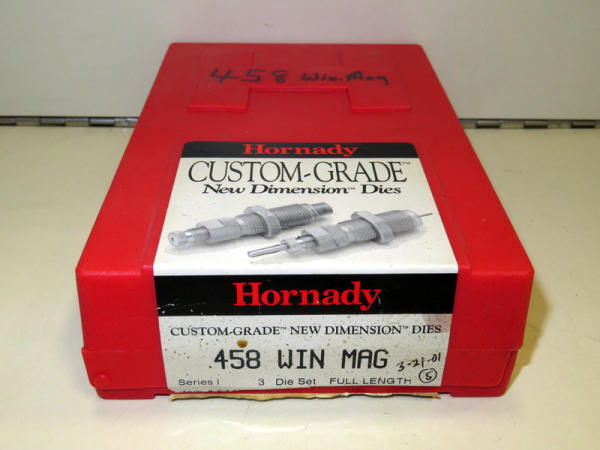 .458 Win. Mag
Hornady
CUSTOM-GRADE™
New Dimension™ Dies
Hornady
CUSTOM-GRADE™ NEW DIMENSION™ DIES
.458 WIN MAG 3-21-01
Series I 3 Die Set FULL LENGTH 5